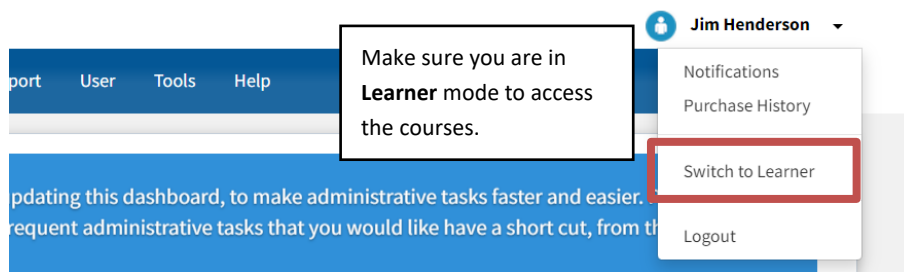 Jim Henderson
port User Tools Help
Make sure you are in
Learner mode to access
the courses.
Notifications
Purchase History
Switch to Learner
Logout
pdating this dashboard, to make administrative tasks faster and easier.
requent administrative tasks that you would like have a short cut, from th